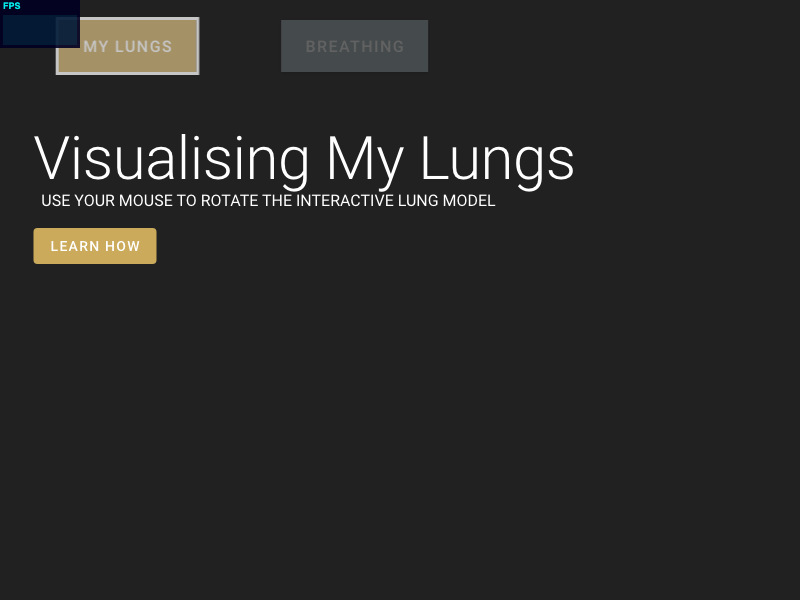 FPS
MY LUNGS
BREATHING
Visualising My Lungs
USE YOUR MOUSE TO ROTATE THE INTERACTIVE LUNG MODEL
LEARN HOW